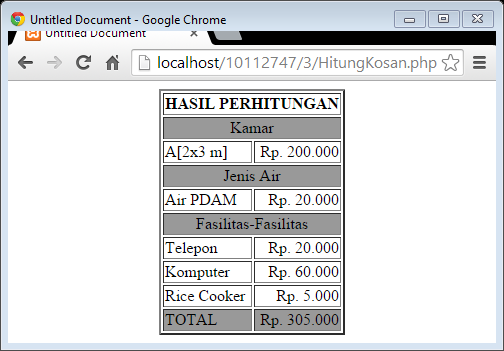 Untitled Document - Google Chrome
Untitled Document
localhost/10112747/3/HitungKosan.php
HASIL PERHITUNGAN
Kamar
A[2x3 m] Rp. 200.000
Jenis Air
Air PDAM Rp. 20.000
Fasilitas-Fasilitas
Telepon Rp. 20.000
Komputer Rp. 60.000
Rice Cooker Rp. 5.000
TOTAL Rp. 305.000